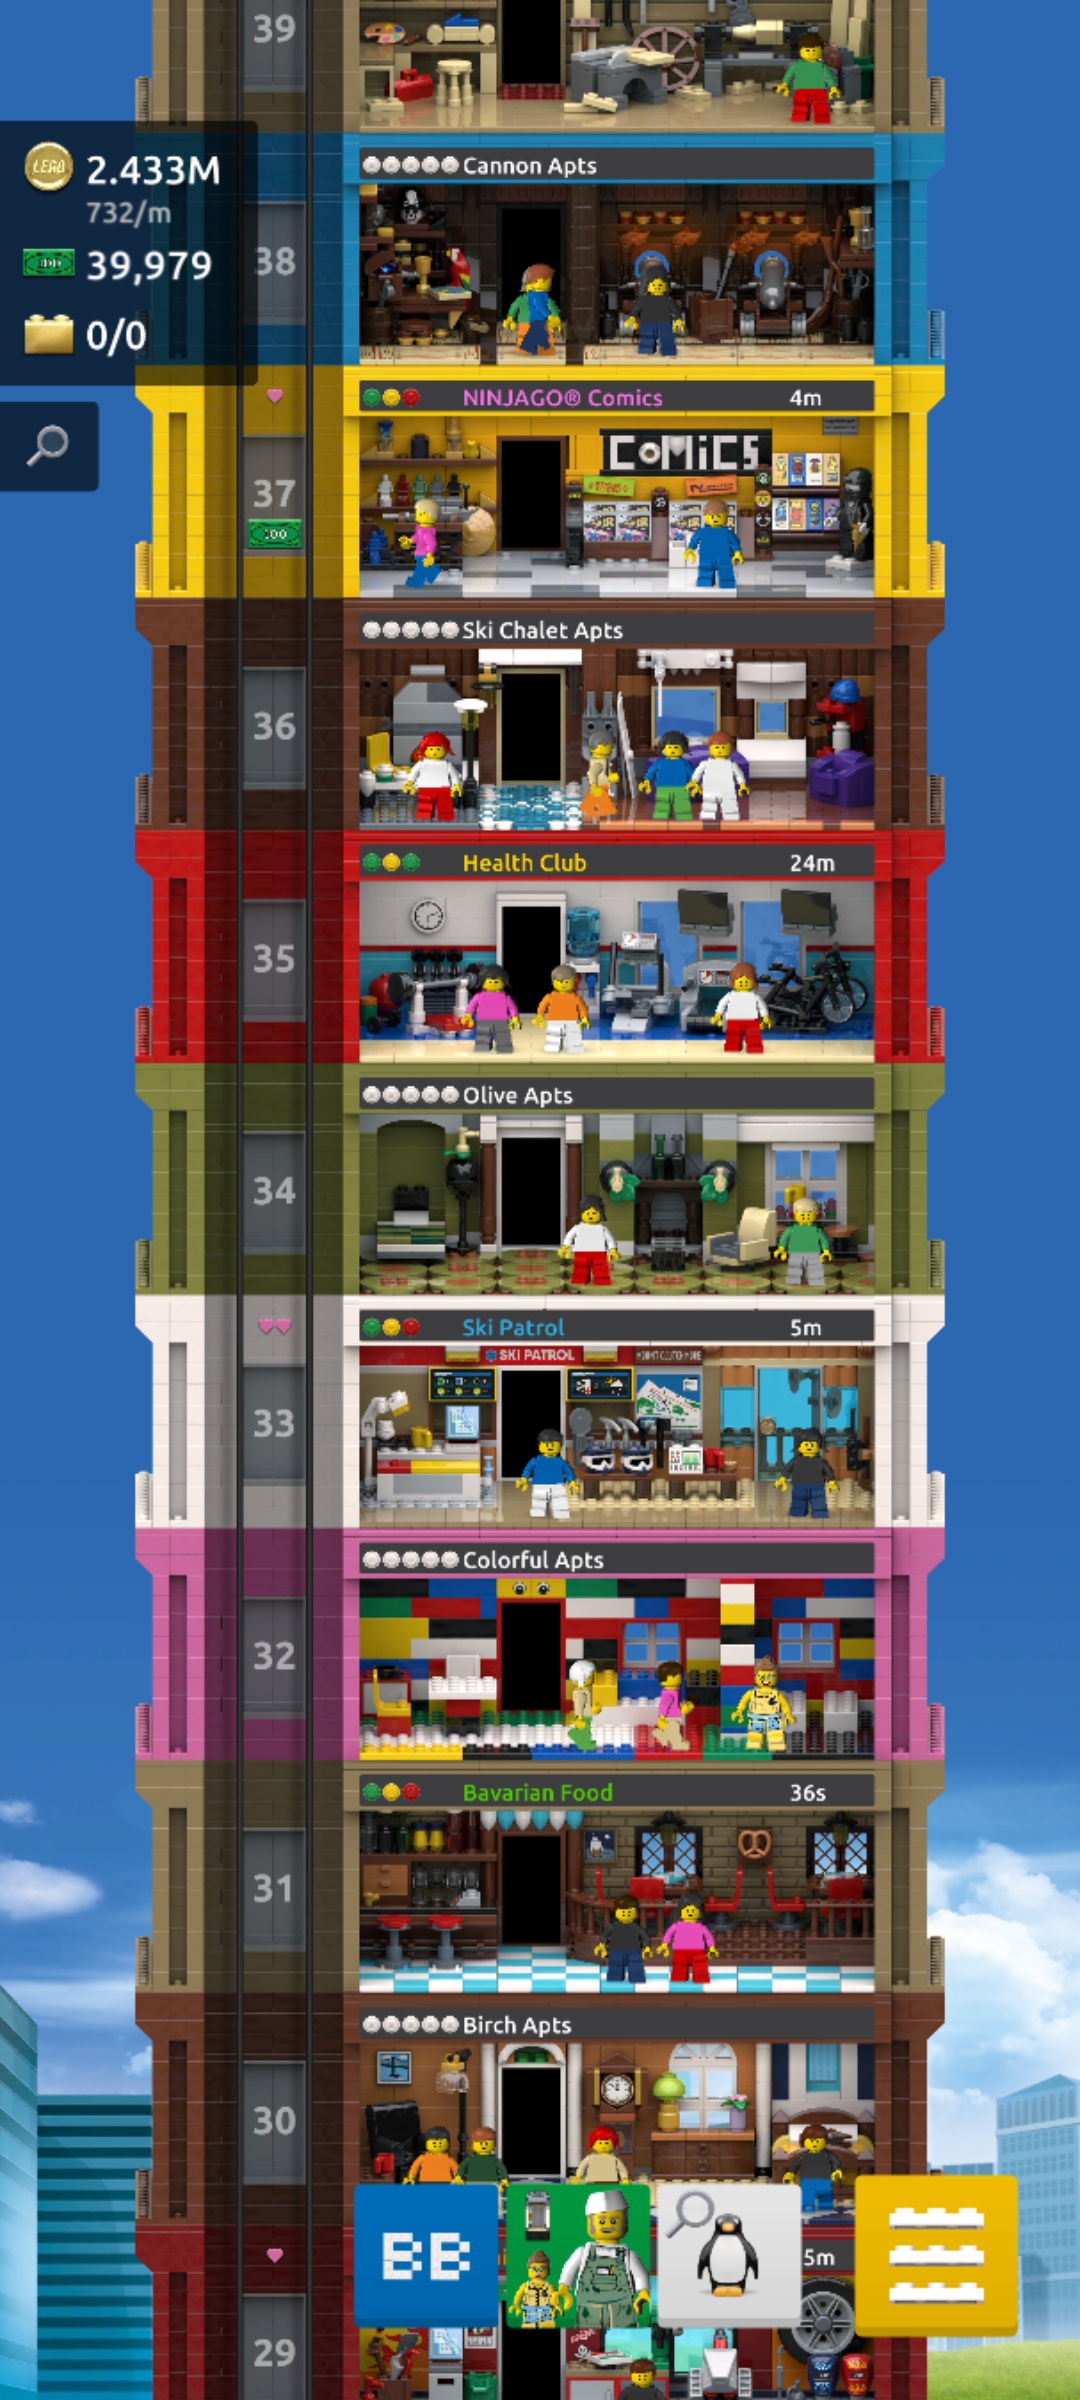 39
LEGO
2.433M
732/m
39,979
0/0
Cannon Apts
38
NINJAGO® Comics 4m
COMiCS
37
100
Ski Chalet Apts
36
Health Club 24m
35
Olive Apts
34
Ski Patrol 5m
SKI PATROL
33
Colorful Apts
32
Bavarian Food 36s
31
Birch Apts
30
BB
5m
29